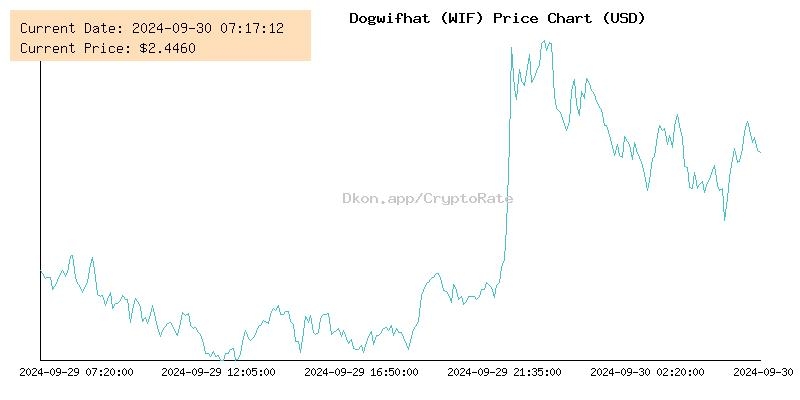 Dogwifhat (WIF) Price Chart (USD)
Current Date: 2024-09-30 07:17:12
Current Price: $2.4460
Dkon.app/CryptoRate
2024-09-29 07:20:00 2024-09-29 12:05:00 2024-09-29 16:50:00 2024-09-29 21:35:00 2024-09-30 02:20:00 2024-09-30